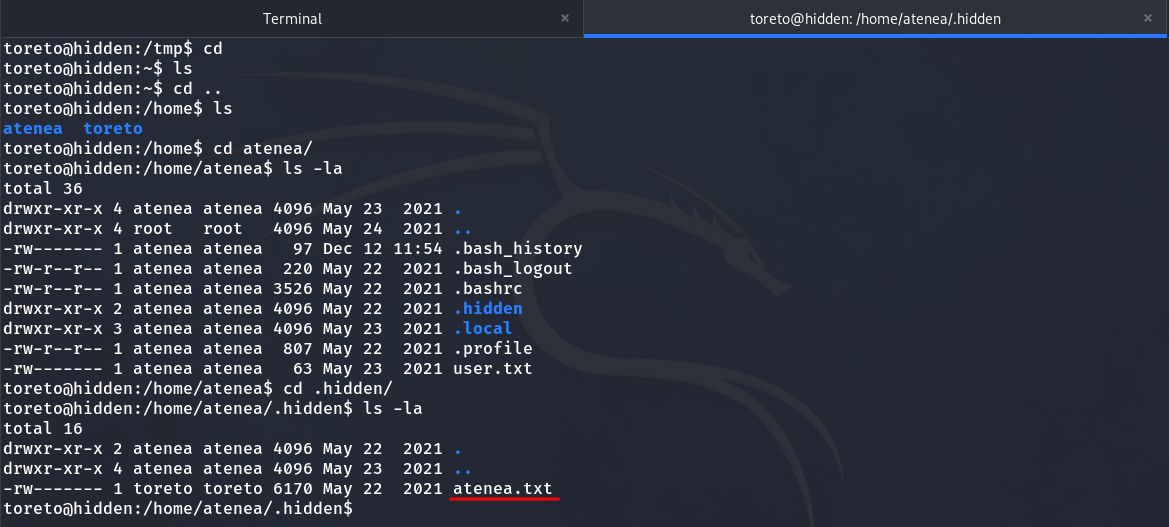 Terminal × toreto@hidden: /home/atenea/.hidden ×
toreto@hidden:/tmp$ cd
toreto@hidden:~$ ls
toreto@hidden:~$ cd ..
toreto@hidden:/home$ ls
atenea  toreto
toreto@hidden:/home$ cd atenea/
toreto@hidden:/home/atenea$ ls -la
total 36
drwxr-xr-x 4 atenea atenea 4096 May 23  2021 .
drwxr-xr-x 4 root   root   4096 May 24  2021 ..
-rw------- 1 atenea atenea   97 Dec 12 11:54 .bash_history
-rw-r--r-- 1 atenea atenea  220 May 22  2021 .bash_logout
-rw-r--r-- 1 atenea atenea 3526 May 22  2021 .bashrc
drwxr-xr-x 2 atenea atenea 4096 May 22  2021 .hidden
drwxr-xr-x 3 atenea atenea 4096 May 23  2021 .local
-rw-r--r-- 1 atenea atenea  807 May 22  2021 .profile
-rw------- 1 atenea atenea   63 May 23  2021 user.txt
toreto@hidden:/home/atenea$ cd .hidden/
toreto@hidden:/home/atenea/.hidden$ ls -la
total 16
drwxr-xr-x 2 atenea atenea 4096 May 22  2021 .
drwxr-xr-x 4 atenea atenea 4096 May 23  2021 ..
-rw------- 1 toreto toreto 6170 May 22  2021 atenea.txt
toreto@hidden:/home/atenea/.hidden$